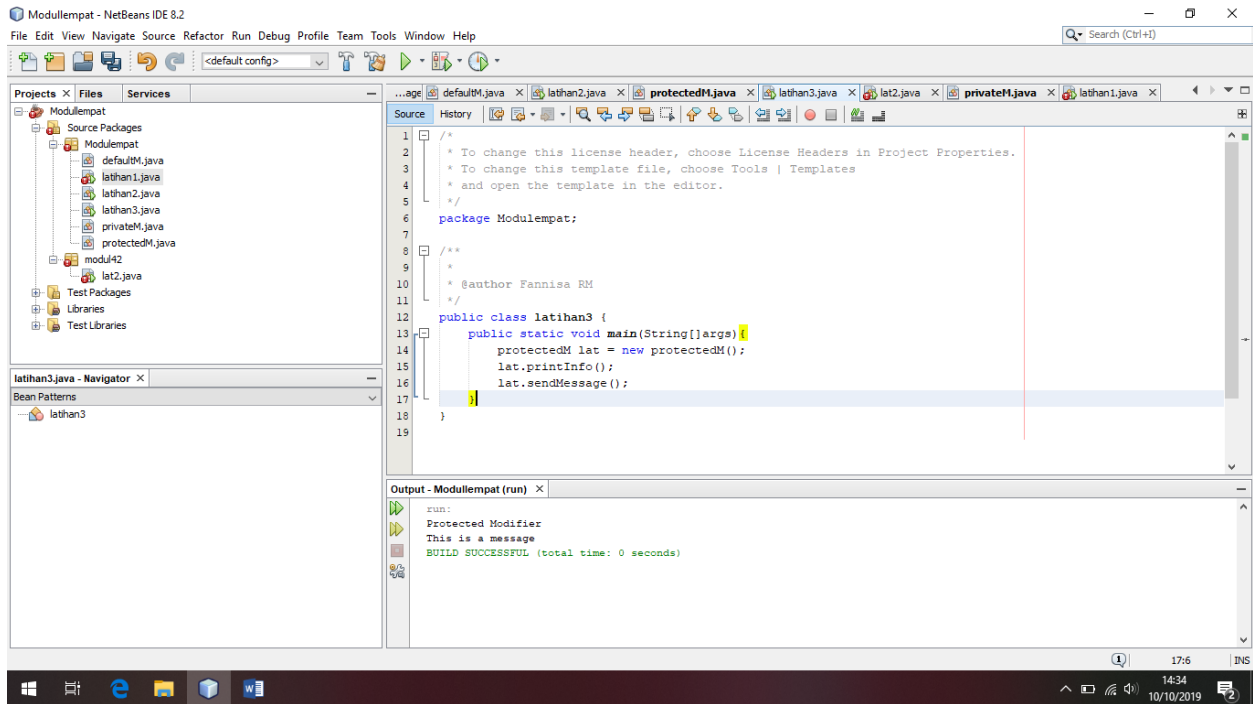 Modullempat - NetBeans IDE 8.2
File Edit View Navigate Source Refactor Run Debug Profile Team Tools Window Help
Search (Ctrl+I)
<default config>
Projects Files Services
Modullempat
Source Packages
Modulempat
defaultM.java
latihan1.java
latihan2.java
latihan3.java
privateM.java
protectedM.java
modul42
lat2.java
Test Packages
Libraries
Test Libraries
latihan3.java - Navigator
Bean Patterns
latihan3
...age defaultM.java latihan2.java protectedM.java latihan3.java lat2.java privateM.java latihan1.java
Source History
1 /*
2 * To change this license header, choose License Headers in Project Properties.
3 * To change this template file, choose Tools | Templates
4 * and open the template in the editor.
5 */
6 package Modulempat;
7
8 /**
9 *
10 * @author Fannisa RM
11 */
12 public class latihan3 {
13 public static void main(String[]args){
14 protectedM lat = new protectedM();
15 lat.printInfo();
16 lat.sendMessage();
17 }
18 }
19
Output - Modullempat (run)
run:
Protected Modifier
This is a message
BUILD SUCCESSFUL (total time: 0 seconds)
1 17:6 INS
14:34
10/10/2019
2